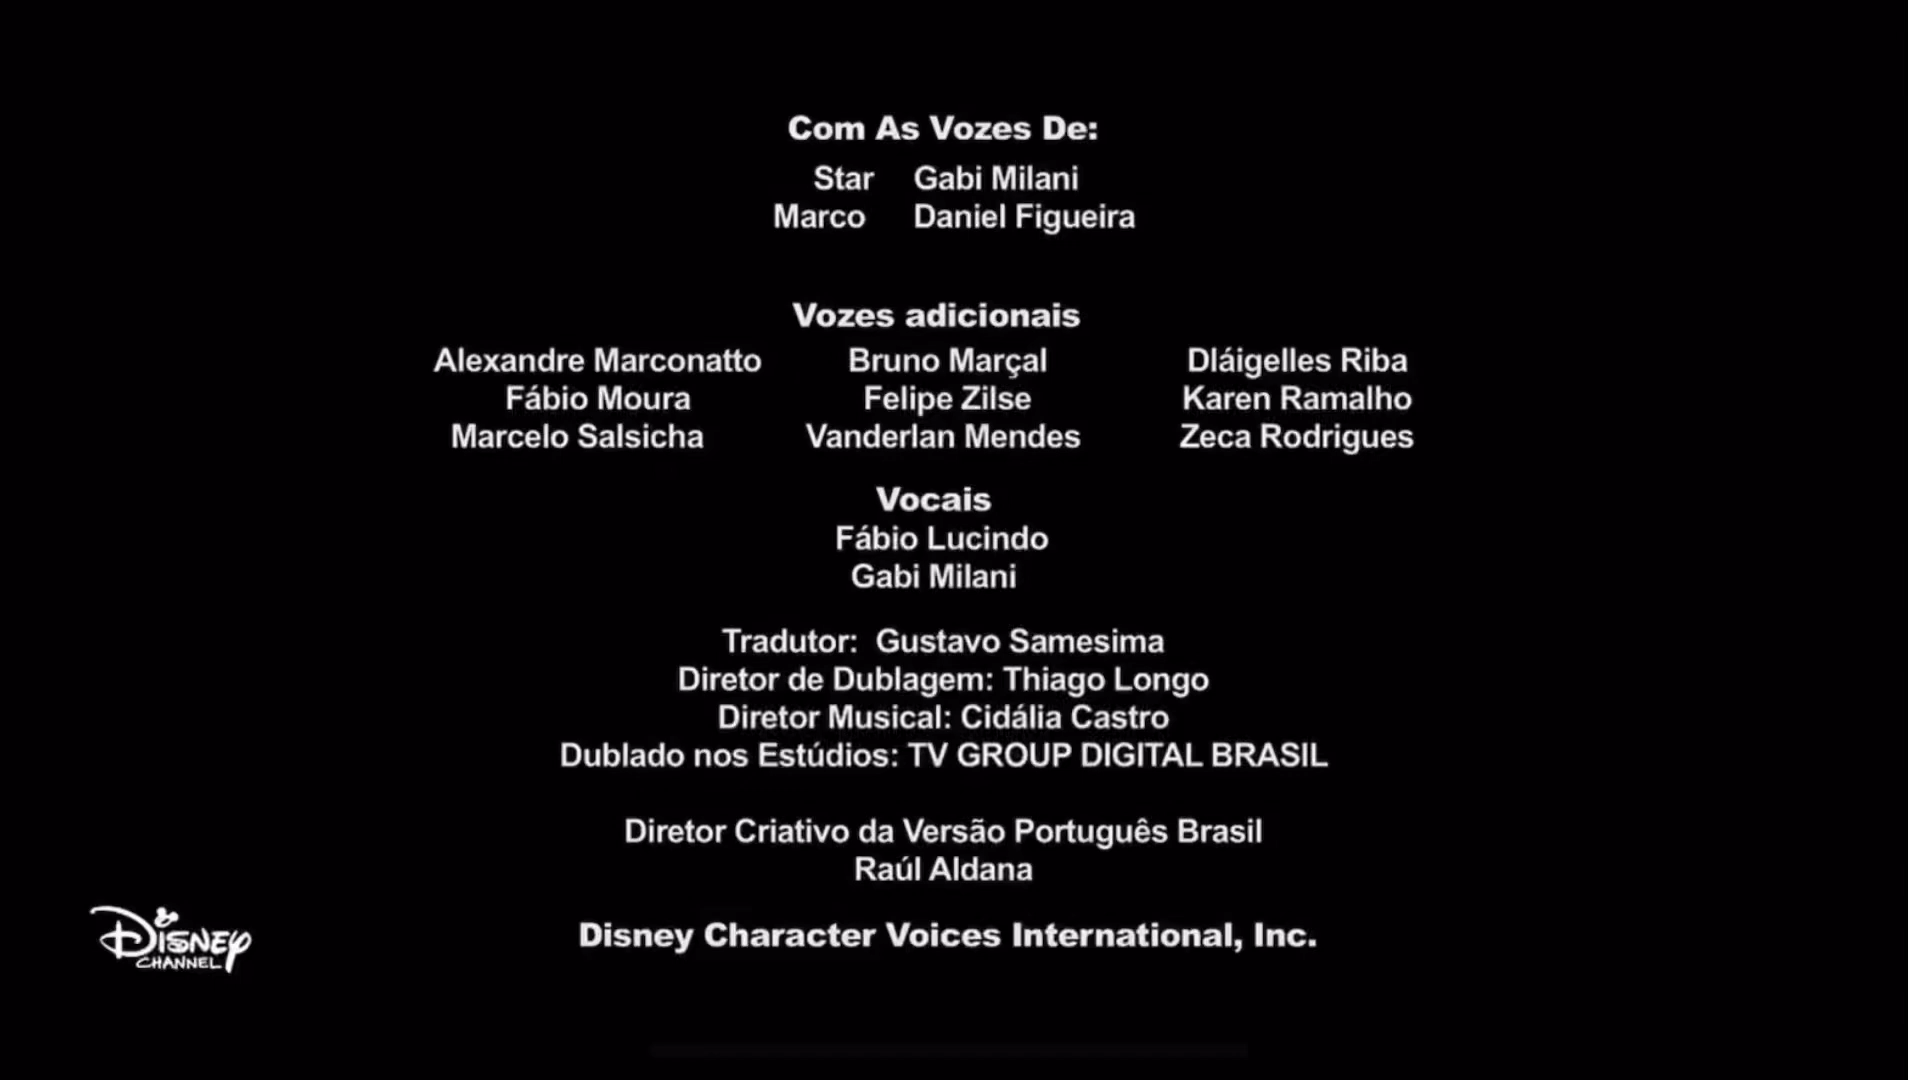 Com As Vozes De:
Star Gabi Milani
Marco Daniel Figueira
Vozes adicionais
Alexandre Marconatto Bruno Marçal Dláigelles Riba
Fábio Moura Felipe Zilse Karen Ramalho
Marcelo Salsicha Vanderlan Mendes Zeca Rodrigues
Vocais
Fábio Lucindo
Gabi Milani
Tradutor: Gustavo Samesima
Diretor de Dublagem: Thiago Longo
Diretor Musical: Cidália Castro
Dublado nos Estúdios: TV GROUP DIGITAL BRASIL
Diretor Criativo da Versão Português Brasil
Raúl Aldana
Disney Character Voices International, Inc.
DISNEY
CHANNEL